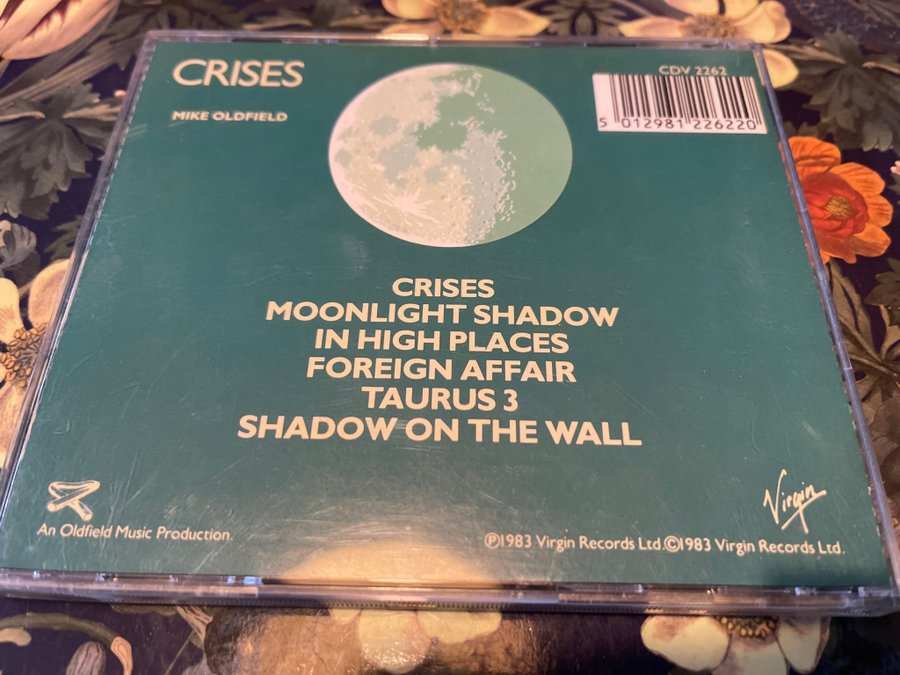 CRISES
MIKE OLDFIELD
CDV 2262
5 012981 226220
CRISES
MOONLIGHT SHADOW
IN HIGH PLACES
FOREIGN AFFAIR
TAURUS 3
SHADOW ON THE WALL
An Oldfield Music Production.
Virgin
Ⓟ1983 Virgin Records Ltd.©1983 Virgin Records Ltd.